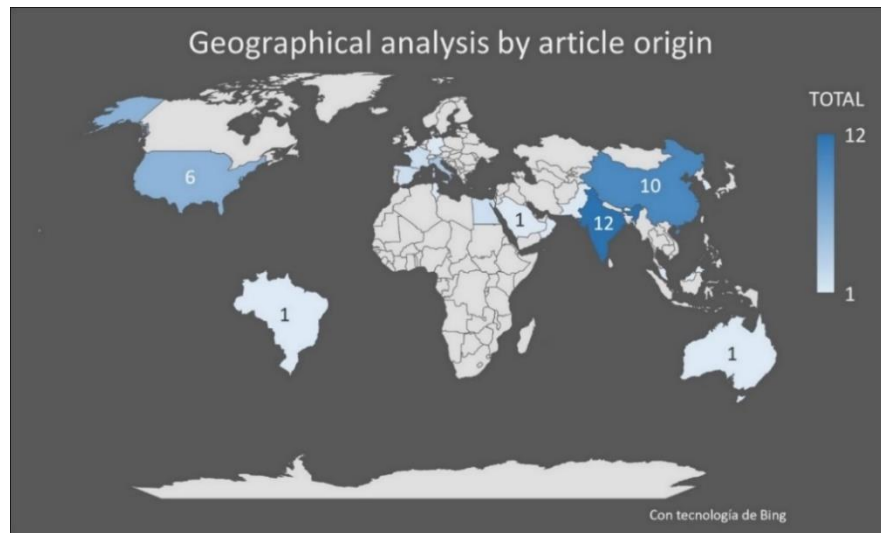 Geographical analysis by article origin
TOTAL
12
1
6
10
12
1
1
1
Con tecnología de Bing